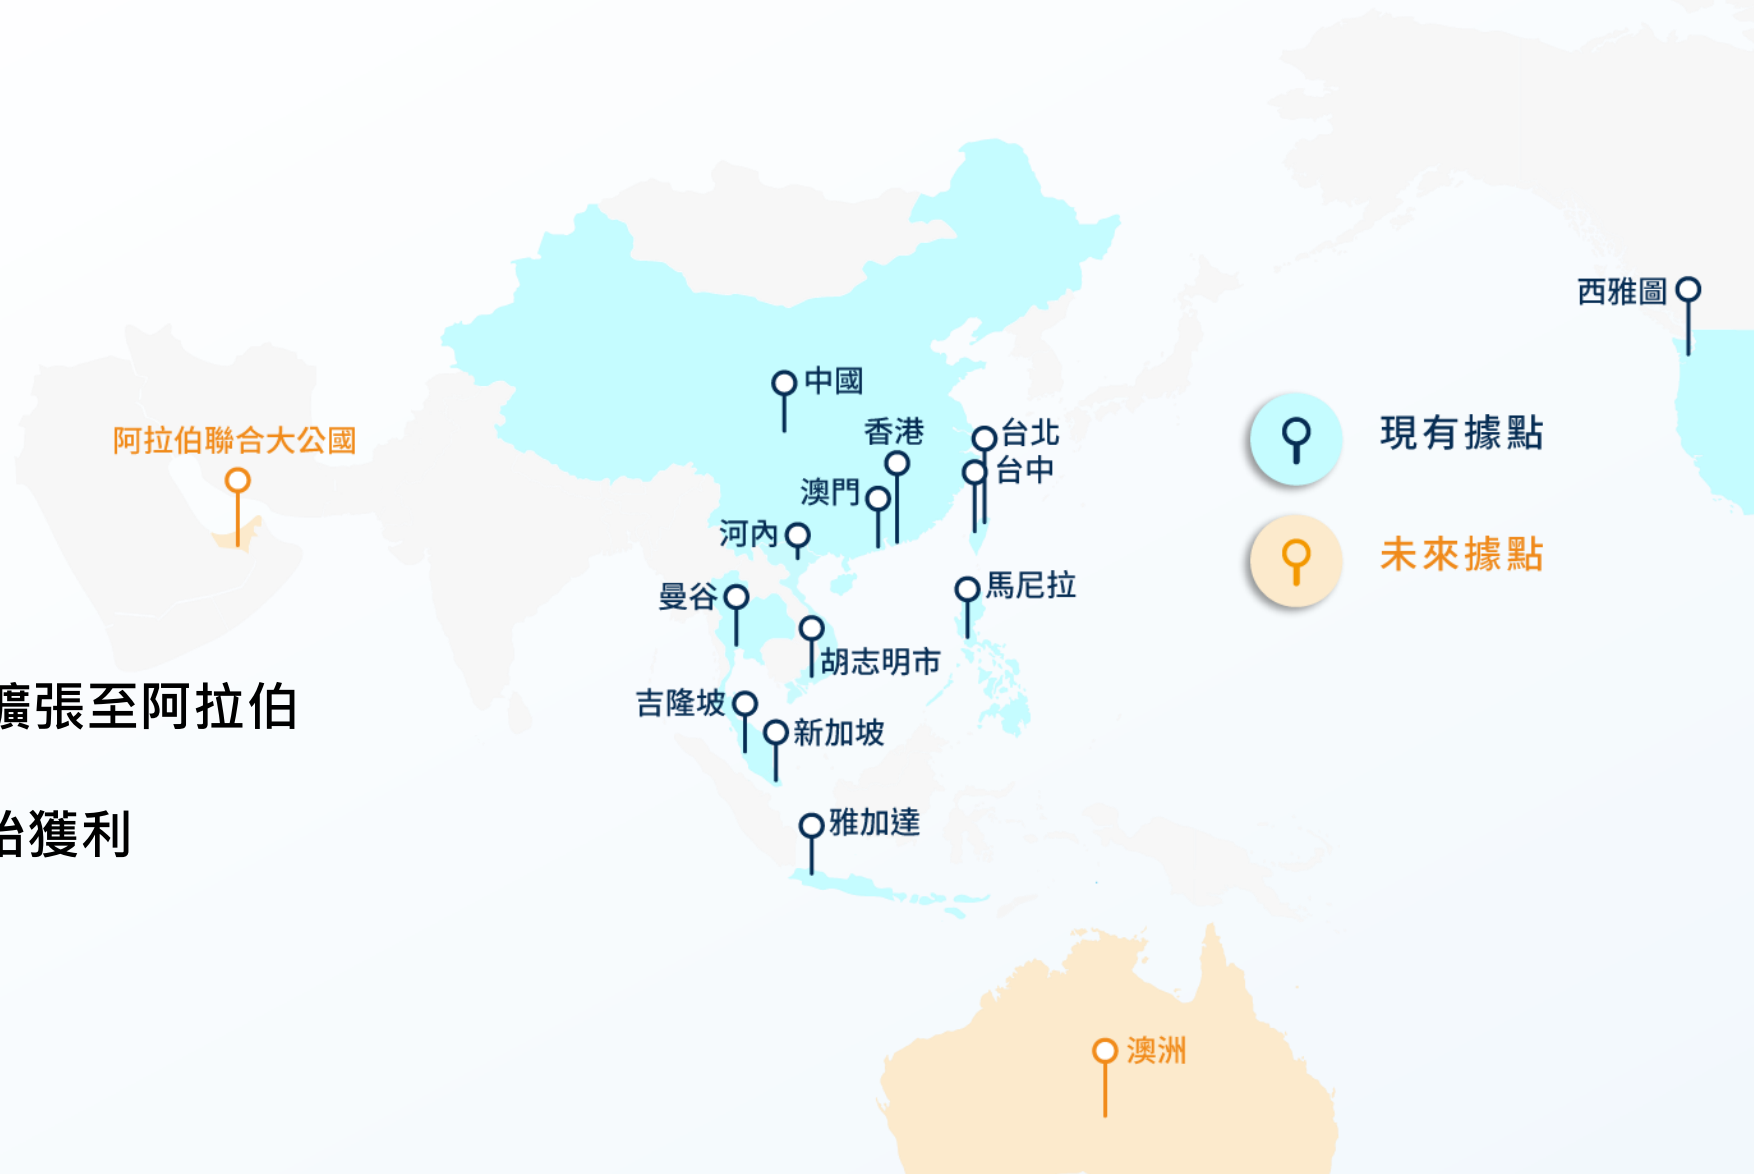 西雅圖
中國
香港
台北
現有據點
阿拉伯聯合大公國
台中
澳門
河內
未來據點
曼谷
馬尼拉
胡志明市
擴張至阿拉伯
吉隆坡
新加坡
雅加達
獲利
澳洲